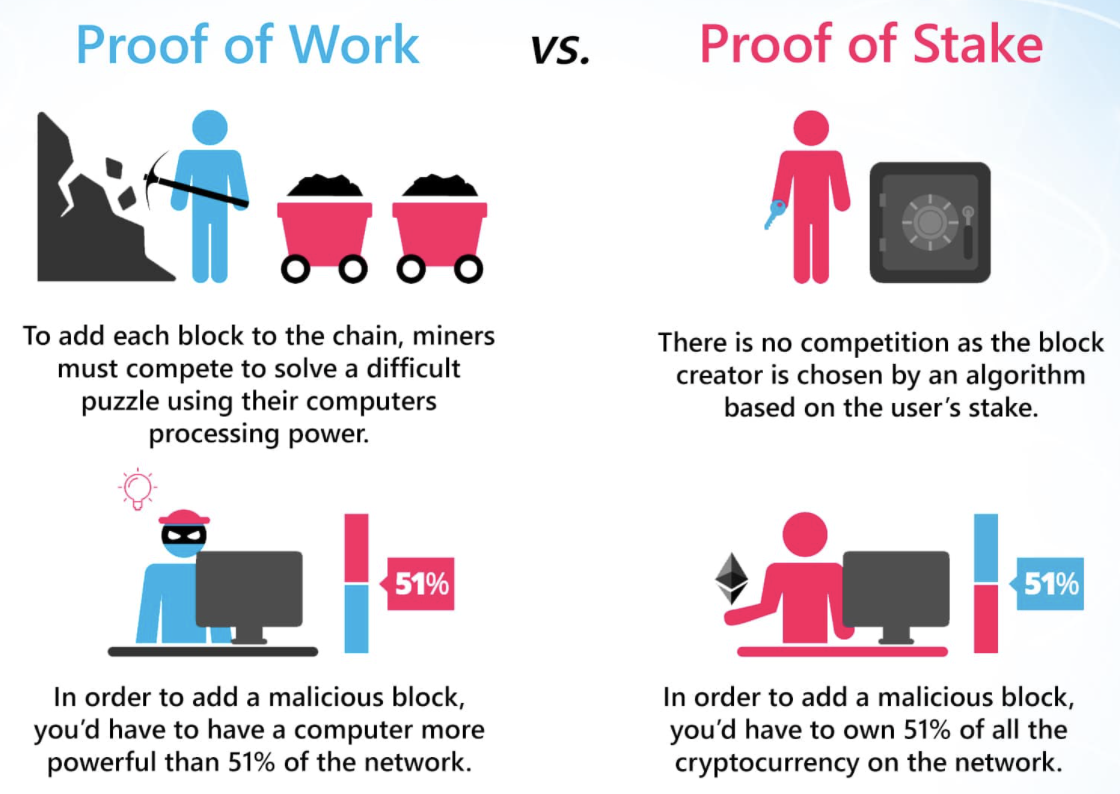 Proof of Work
vs.
Proof of Stake
To add each block to the chain, miners
must compete to solve a difficult
puzzle using their computers
processing power.
There is no competition as the block
creator is chosen by an algorithm
based on the user’s stake.
51%
51%
In order to add a malicious block,
you’d have to have a computer more
powerful than 51% of the network.
In order to add a malicious block,
you’d have to own 51% of all the
cryptocurrency on the network.